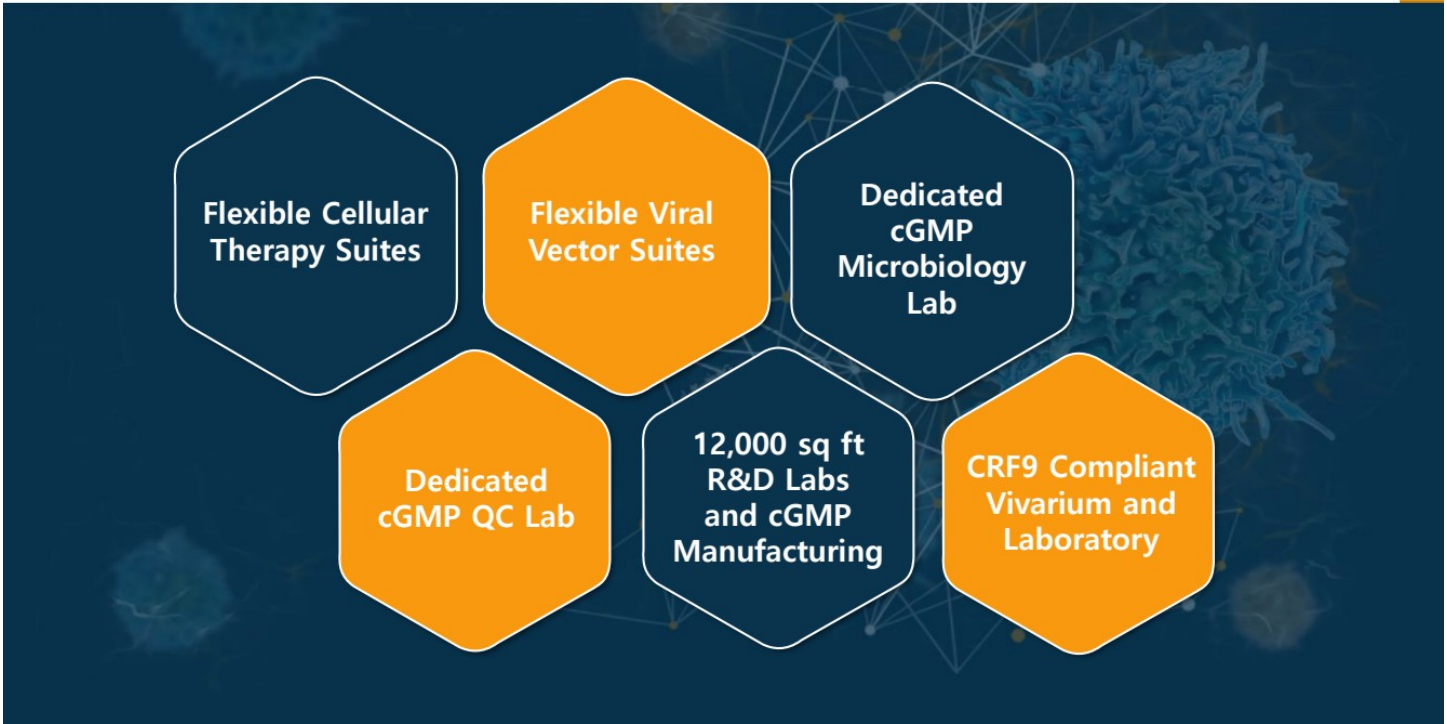 Flexible Cellular
Therapy Suites
Flexible Viral
Vector Suites
Dedicated
cGMP
Microbiology
Lab
Dedicated
cGMP QC Lab
12,000 sq ft
R&D Labs
and cGMP
Manufacturing
CRF9 Compliant
Vivarium and
Laboratory